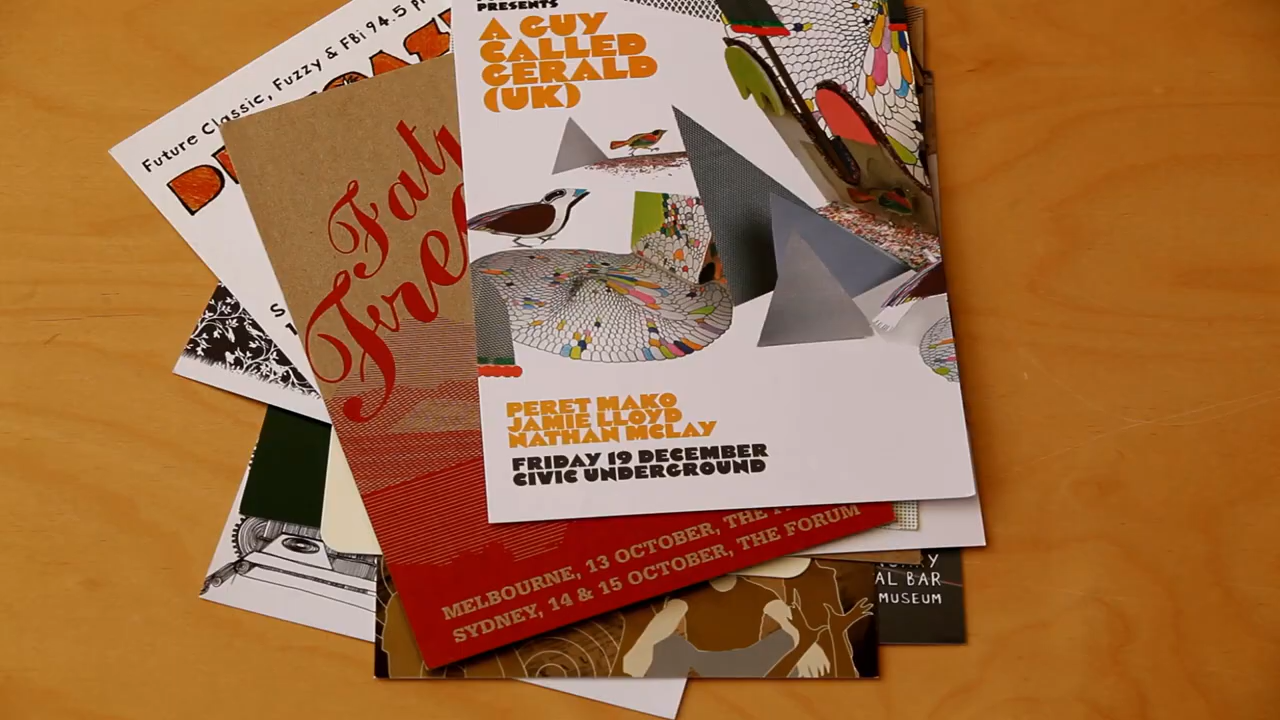 Future Classic, Fuzzy & FBi 94.5
PRESENTS
A GUY
CALLED
GERALD
(UK)
PERET MAKO
JAMIE LLOYD
NATHAN MCLAY
FRIDAY 19 DECEMBER
CIVIC UNDERGROUND
MELBOURNE, 13 OCTOBER, THE
SYDNEY, 14 & 15 OCTOBER, THE FORUM
BAR
MUSEUM